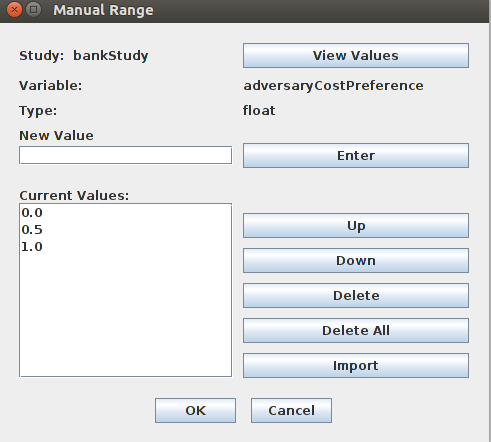 Manual Range
Study: bankStudy
View Values
Variable:
adversaryCostPreference
Type:
float
New Value
Enter
Current Values:
0.0
0.5
1.0
Up
Down
Delete
Delete All
Import
OK
Cancel